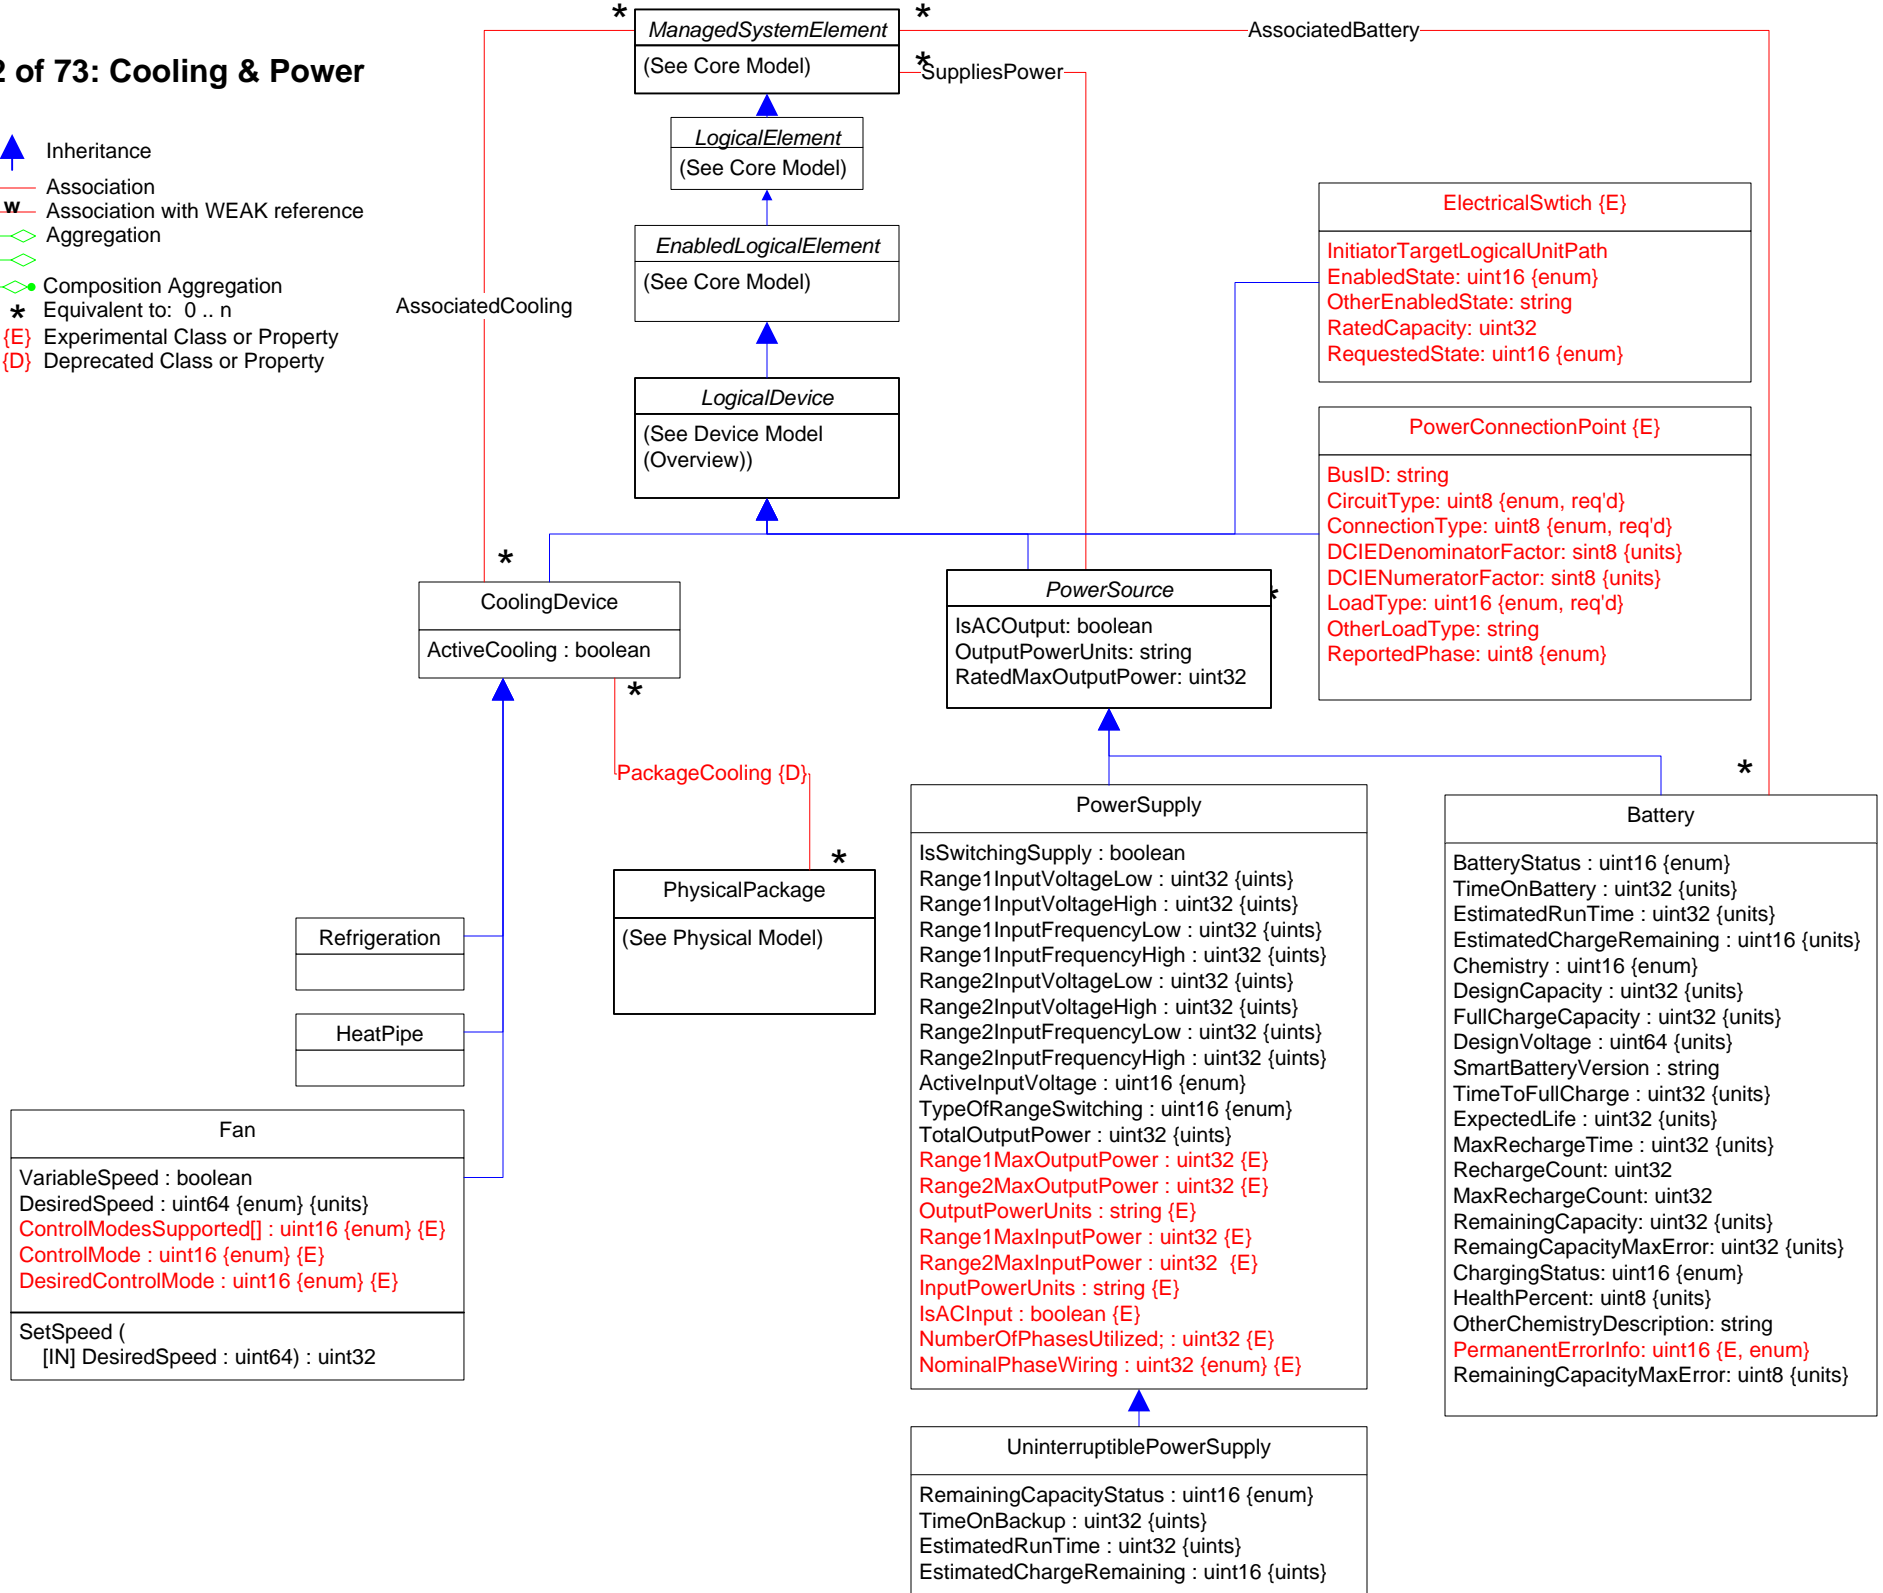 2 of 73: Cooling & Power
Inheritance
Association
w Association with WEAK reference
Aggregation
Composition Aggregation
* Equivalent to: 0 .. n
{E} Experimental Class or Property
{D} Deprecated Class or Property
* ManagedSystemElement *
(See Core Model)
AssociatedBattery
*
SuppliesPower
LogicalElement
(See Core Model)
EnabledLogicalElement
(See Core Model)
AssociatedCooling
LogicalDevice
(See Device Model
(Overview))
ElectricalSwtich {E}
InitiatorTargetLogicalUnitPath
EnabledState: uint16 {enum}
OtherEnabledState: string
RatedCapacity: uint32
RequestedState: uint16 {enum}
PowerConnectionPoint {E}
BusID: string
CircuitType: uint8 {enum, req'd}
ConnectionType: uint8 {enum, req'd}
DCIEDenominatorFactor: sint8 {units}
DCIENumeratorFactor: sint8 {units}
LoadType: uint16 {enum, req'd}
OtherLoadType: string
ReportedPhase: uint8 {enum}
*
CoolingDevice
ActiveCooling : boolean
*
PowerSource
*
IsACOutput: boolean
OutputPowerUnits: string
RatedMaxOutputPower: uint32
PackageCooling {D}
*
PhysicalPackage
(See Physical Model)
Refrigeration
HeatPipe
Fan
VariableSpeed : boolean
DesiredSpeed : uint64 {enum} {units}
ControlModesSupported[] : uint16 {enum} {E}
ControlMode : uint16 {enum} {E}
DesiredControlMode : uint16 {enum} {E}
SetSpeed (
[IN] DesiredSpeed : uint64) : uint32
PowerSupply
IsSwitchingSupply : boolean
Range1InputVoltageLow : uint32 {uints}
Range1InputVoltageHigh : uint32 {uints}
Range1InputFrequencyLow : uint32 {uints}
Range1InputFrequencyHigh : uint32 {uints}
Range2InputVoltageLow : uint32 {uints}
Range2InputVoltageHigh : uint32 {uints}
Range2InputFrequencyLow : uint32 {uints}
Range2InputFrequencyHigh : uint32 {uints}
ActiveInputVoltage : uint16 {enum}
TypeOfRangeSwitching : uint16 {enum}
TotalOutputPower : uint32 {uints}
Range1MaxOutputPower : uint32 {E}
Range2MaxOutputPower : uint32 {E}
OutputPowerUnits : string {E}
Range1MaxInputPower : uint32 {E}
Range2MaxInputPower : uint32 {E}
InputPowerUnits : string {E}
IsACInput : boolean {E}
NumberOfPhasesUtilized; : uint32 {E}
NominalPhaseWiring : uint32 {enum} {E}
*
Battery
BatteryStatus : uint16 {enum}
TimeOnBattery : uint32 {units}
EstimatedRunTime : uint32 {units}
EstimatedChargeRemaining : uint16 {units}
Chemistry : uint16 {enum}
DesignCapacity : uint32 {units}
FullChargeCapacity : uint32 {units}
DesignVoltage : uint64 {units}
SmartBatteryVersion : string
TimeToFullCharge : uint32 {units}
ExpectedLife : uint32 {units}
MaxRechargeTime : uint32 {units}
RechargeCount: uint32
MaxRechargeCount: uint32
RemainingCapacity: uint32 {units}
RemaingCapacityMaxError: uint32 {units}
ChargingStatus: uint16 {enum}
HealthPercent: uint8 {units}
OtherChemistryDescription: string
PermanentErrorInfo: uint16 {E, enum}
RemainingCapacityMaxError: uint8 {units}
UninterruptiblePowerSupply
RemainingCapacityStatus : uint16 {enum}
TimeOnBackup : uint32 {uints}
EstimatedRunTime : uint32 {uints}
EstimatedChargeRemaining : uint16 {uints}